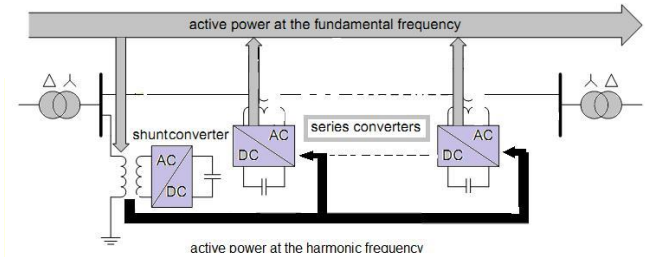 active power at the fundamental frequency
shuntconverter
series converters
AC
DC
AC
DC
AC
DC
active power at the harmonic frequency